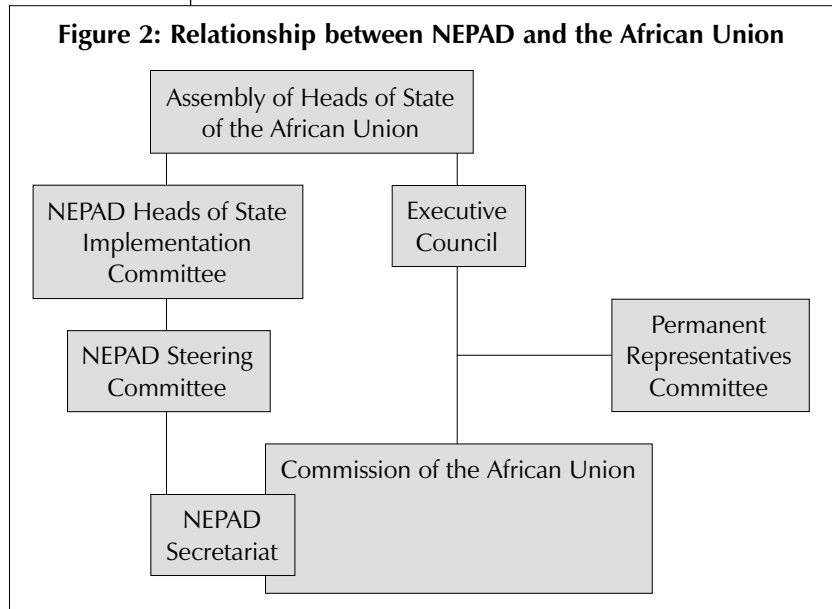 Figure 2: Relationship between NEPAD and the African Union
Assembly of Heads of State
of the African Union
NEPAD Heads of State
Implementation
Committee
Executive
Council
NEPAD Steering
Committee
Permanent
Representatives
Committee
Commission of the African Union
NEPAD
Secretariat